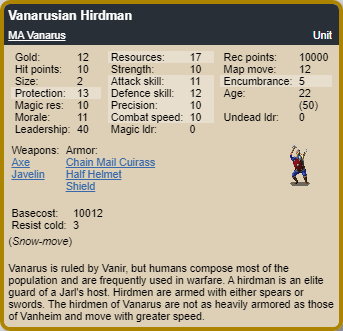 Vanarusian Hirdman
MA Vanarus Unit
Gold: 12 Resources: 17 Rec points: 10000
Hit points: 10 Strength: 10 Map move: 12
Size: 2 Attack skill: 11 Encumbrance: 5
Protection: 13 Defence skill: 12 Age: 22
Magic res: 10 Precision: 10 (50)
Morale: 11 Combat speed: 10 Undead ldr: 0
Leadership: 40 Magic ldr: 0
Weapons: Armor:
Axe Chain Mail Cuirass
Javelin Half Helmet
Shield
Basecost: 10012
Resist cold: 3
(Snow-move)
Vanarus is ruled by Vanir, but humans compose most of the
population and are frequently used in warfare. A hirdman is an elite
guard of a Jarl's host. Hirdmen are armed with either spears or
swords. The hirdmen of Vanarus are not as heavily armored as those
of Vanheim and move with greater speed.